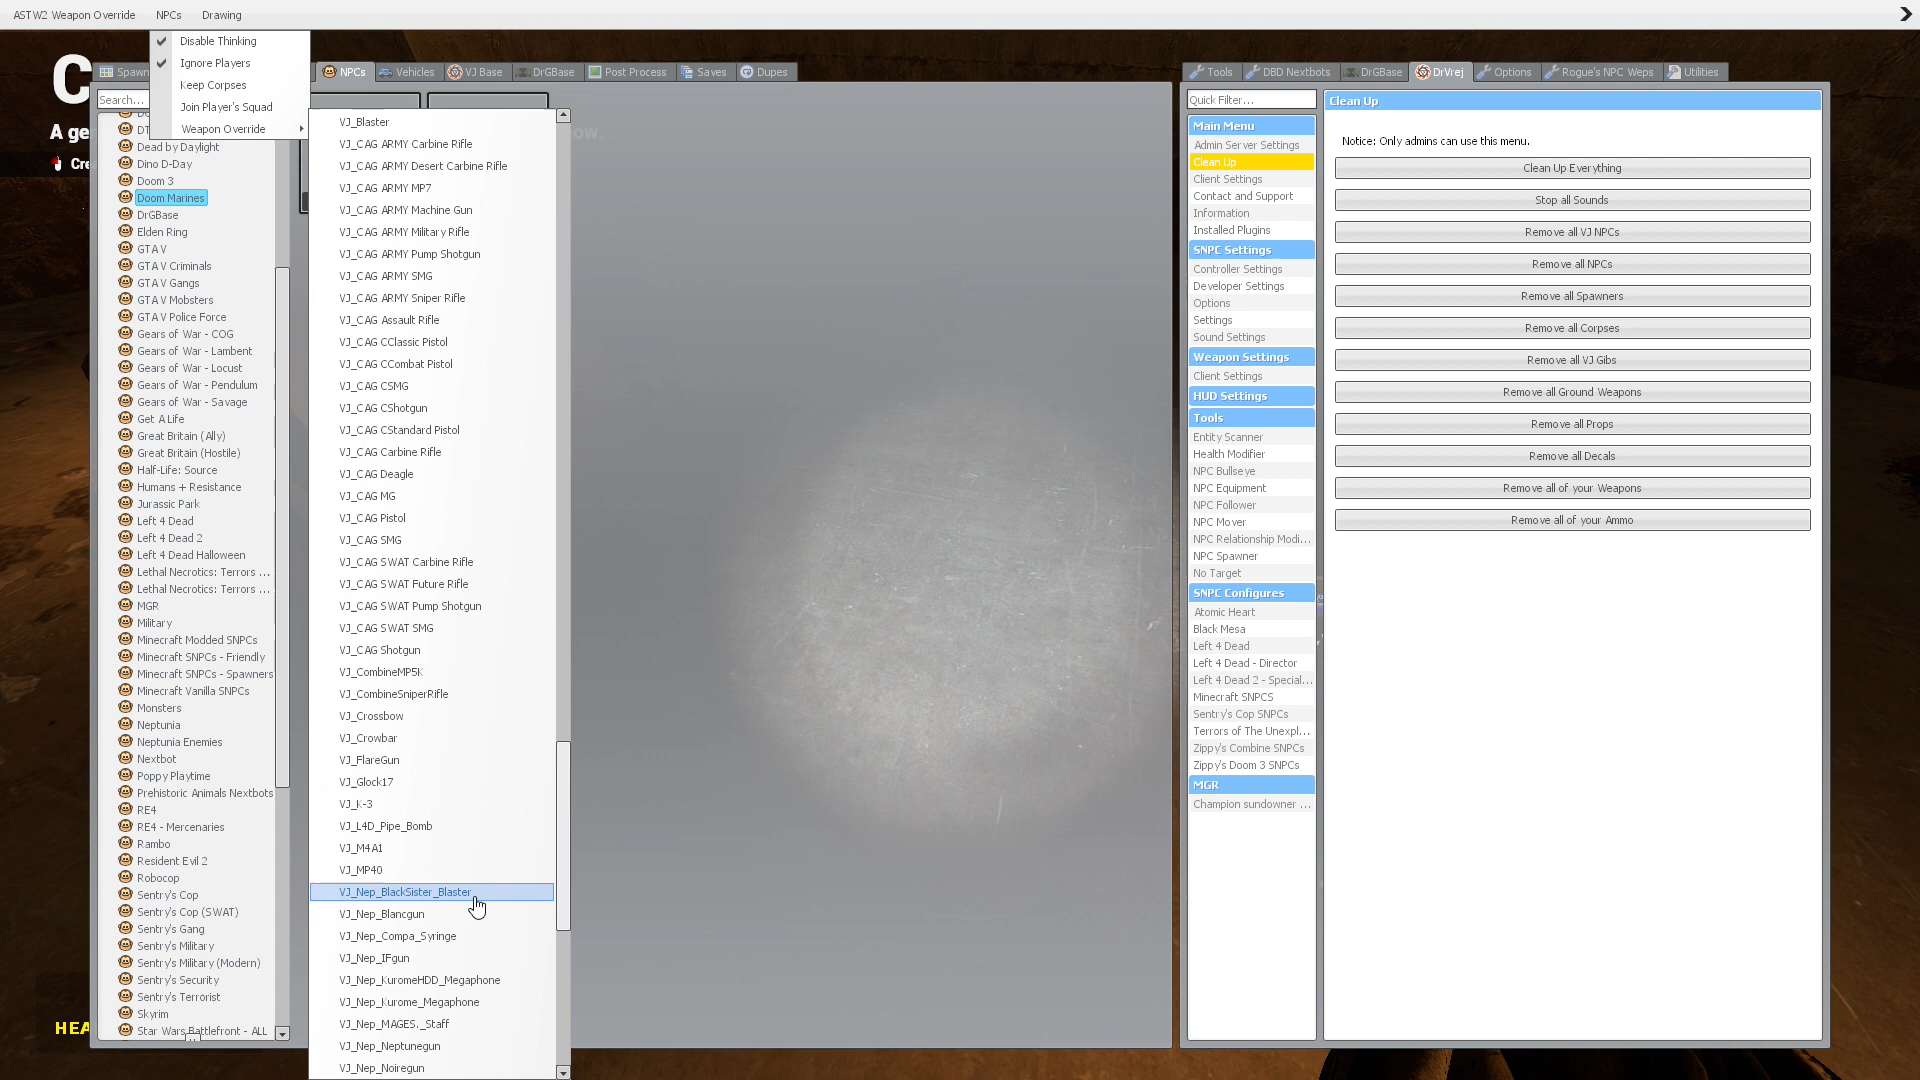 ASTW2 Weapon Override
NPCs
Drawing
Disable Thinking
Ignore Players
Keep Corpses
Join Player's Squad
Weapon Override
Spawn
NPCs
Vehicles
VJ Base
DrGBase
Post Process
Saves
Dupes
Search...
C
A ge
ow.
Cre
HEA
Dead by Daylight
Dino D-Day
Doom 3
Doom Marines
DrGBase
Elden Ring
GTA V
GTA V Criminals
GTA V Gangs
GTA V Mobsters
GTA V Police Force
Gears of War - COG
Gears of War - Lambent
Gears of War - Locust
Gears of War - Pendulum
Gears of War - Savage
Get A Life
Great Britain (Ally)
Great Britain (Hostile)
Half-Life: Source
Humans + Resistance
Jurassic Park
Left 4 Dead
Left 4 Dead 2
Left 4 Dead Halloween
Lethal Necrotics: Terrors ...
Lethal Necrotics: Terrors ...
MGR
Military
Minecraft Modded SNPCs
Minecraft SNPCs - Friendly
Minecraft SNPCs - Spawners
Minecraft Vanilla SNPCs
Monsters
Neptunia
Neptunia Enemies
Nextbot
Poppy Playtime
Prehistoric Animals Nextbots
RE4
RE4 - Mercenaries
Rambo
Resident Evil 2
Robocop
Sentry's Cop
Sentry's Cop (SWAT)
Sentry's Gang
Sentry's Military
Sentry's Military (Modern)
Sentry's Security
Sentry's Terrorist
Skyrim
Star Wars Battlefront - ALL
VJ_Blaster
VJ_CAG ARMY Carbine Rifle
VJ_CAG ARMY Desert Carbine Rifle
VJ_CAG ARMY MP7
VJ_CAG ARMY Machine Gun
VJ_CAG ARMY Military Rifle
VJ_CAG ARMY Pump Shotgun
VJ_CAG ARMY SMG
VJ_CAG ARMY Sniper Rifle
VJ_CAG Assault Rifle
VJ_CAG CClassic Pistol
VJ_CAG CCombat Pistol
VJ_CAG CSMG
VJ_CAG CShotgun
VJ_CAG CStandard Pistol
VJ_CAG Carbine Rifle
VJ_CAG Deagle
VJ_CAG MG
VJ_CAG Pistol
VJ_CAG SMG
VJ_CAG SWAT Carbine Rifle
VJ_CAG SWAT Future Rifle
VJ_CAG SWAT Pump Shotgun
VJ_CAG SWAT SMG
VJ_CAG Shotgun
VJ_CombineMP5K
VJ_CombineSniperRifle
VJ_Crossbow
VJ_Crowbar
VJ_FlareGun
VJ_Glock17
VJ_K-3
VJ_L4D_Pipe_Bomb
VJ_M4A1
VJ_MP40
VJ_Nep_BlackSister_Blaster
VJ_Nep_Blancgun
VJ_Nep_Compa_Syringe
VJ_Nep_IFgun
VJ_Nep_KuromeHDD_Megaphone
VJ_Nep_Kurome_Megaphone
VJ_Nep_MAGES._Staff
VJ_Nep_Neptunegun
VJ_Nep_Noiregun
Tools
DBD Nextbots
DrGBase
DrVrej
Options
Rogue's NPC Weps
Utilities
Quick Filter...
Main Menu
Admin Server Settings
Clean Up
Client Settings
Contact and Support
Information
Installed Plugins
SNPC Settings
Controller Settings
Developer Settings
Options
Settings
Sound Settings
Weapon Settings
Client Settings
HUD Settings
Tools
Entity Scanner
Health Modifier
NPC Bullseye
NPC Equipment
NPC Follower
NPC Mover
NPC Relationship Modi...
NPC Spawner
No Target
SNPC Configures
Atomic Heart
Black Mesa
Left 4 Dead
Left 4 Dead - Director
Left 4 Dead 2 - Special...
Minecraft SNPCS
Sentry's Cop SNPCs
Terrors of The Unexpl...
Zippy's Combine SNPCs
Zippy's Doom 3 SNPCs
MGR
Champion sundowner ...
Clean Up
Notice: Only admins can use this menu.
Clean Up Everything
Stop all Sounds
Remove all VJ NPCs
Remove all NPCs
Remove all Spawners
Remove all Corpses
Remove all VJ Gibs
Remove all Ground Weapons
Remove all Props
Remove all Decals
Remove all of your Weapons
Remove all of your Ammo